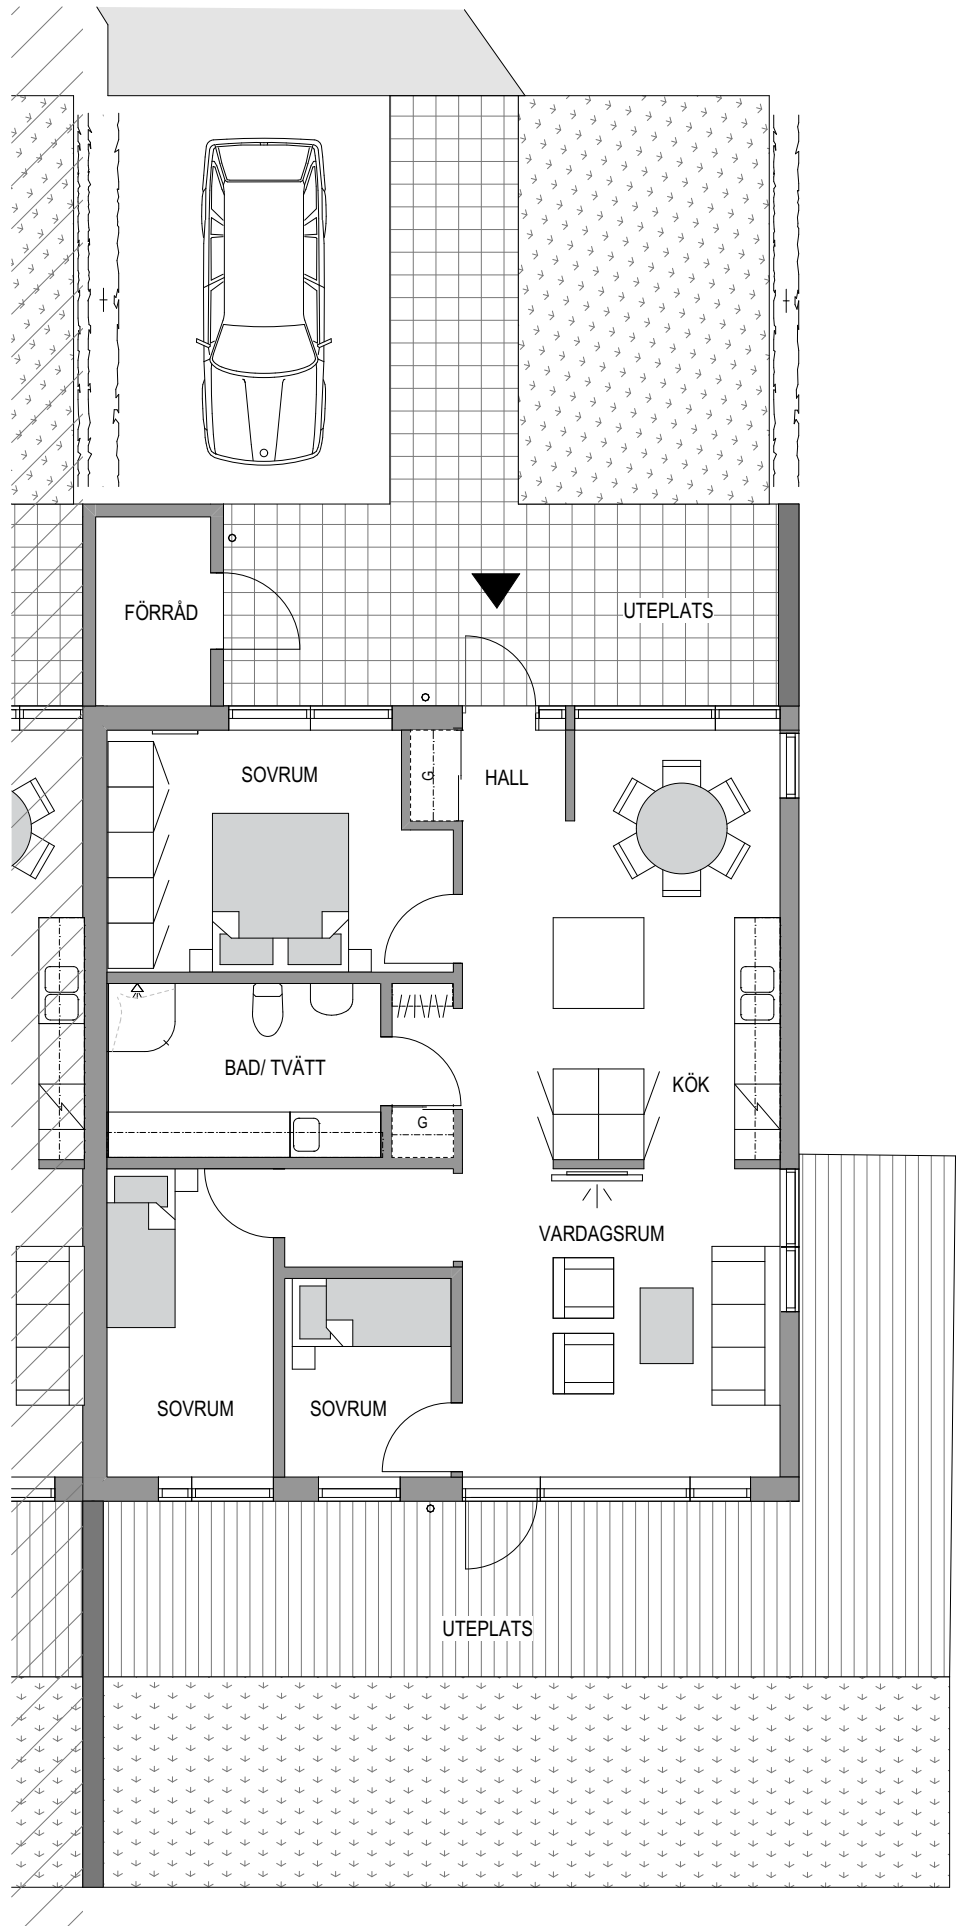 FÖRRÅD
UTEPLATS
SOVRUM
G
HALL
BAD/ TVÄTT
KÖK
G
VARDAGSRUM
SOVRUM
SOVRUM
UTEPLATS